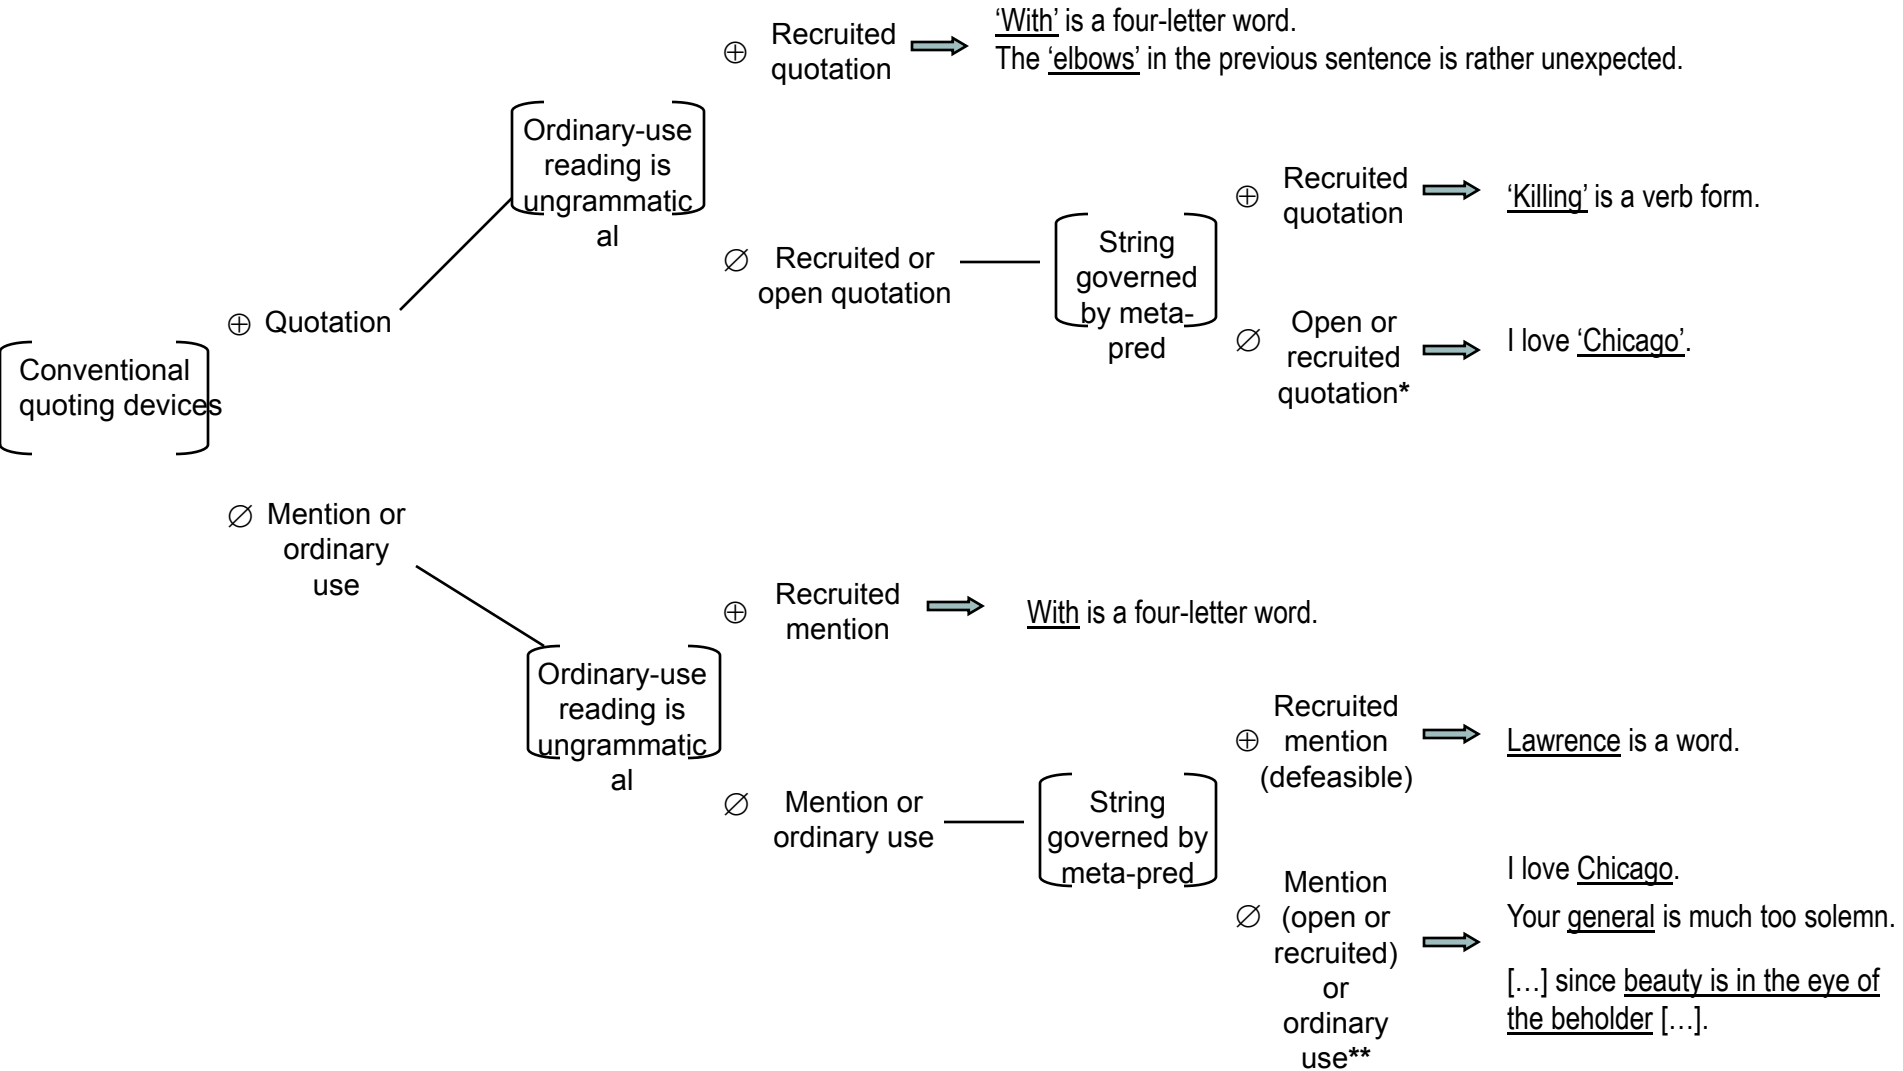 ⊕ Recruited quotation
‘With’ is a four-letter word.
The ‘elbows’ in the previous sentence is rather unexpected.
Ordinary-use
reading is
ungrammatic
al
⊕ Recruited
quotation
‘Killing’ is a verb form.
∅ Recruited or
open quotation
String
governed
by meta-
pred
⊕ Quotation
∅ Open or
recruited
quotation*
I love ‘Chicago’.
Conventional
quoting devices
∅ Mention or
ordinary
use
⊕ Recruited
mention
With is a four-letter word.
Ordinary-use
reading is
ungrammatic
al
⊕ Recruited
mention
(defeasible)
Lawrence is a word.
∅ Mention or
ordinary use
String
governed by
meta-pred
∅ Mention
(open or
recruited)
or
ordinary
use**
I love Chicago.
Your general is much too solemn.
[…] since beauty is in the eye of
the beholder […].